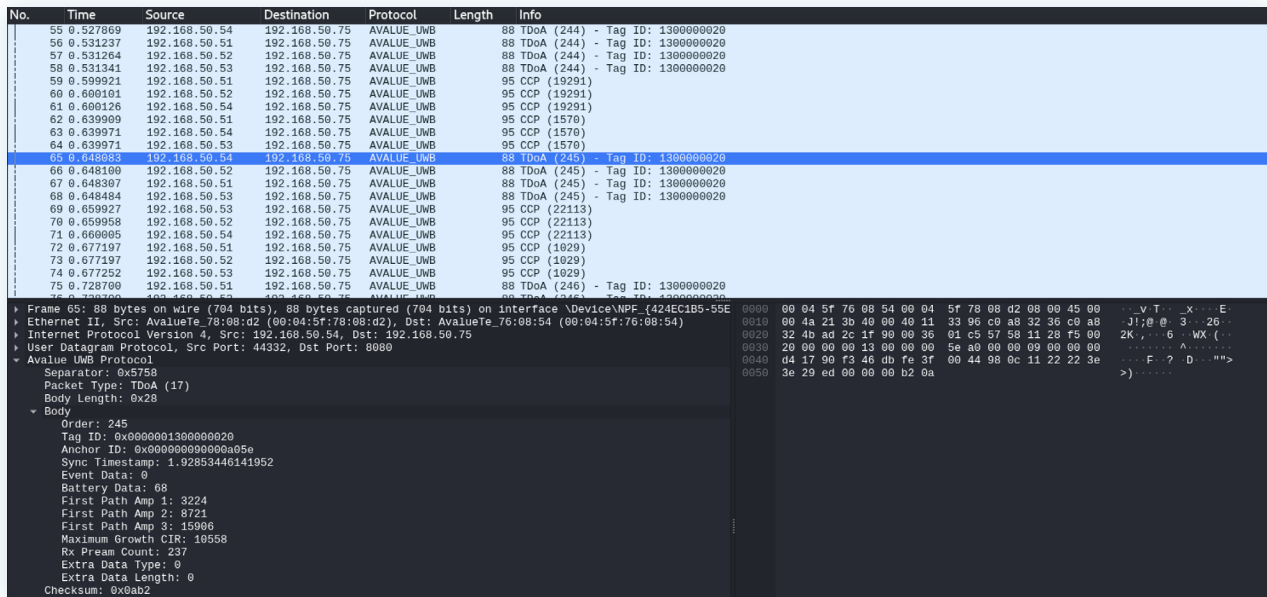 No. Time Source Destination Protocol Length Info
55 0.527869 192.168.50.54 192.168.50.75 AVALUE_UWB 88 TDoA (244) - Tag ID: 1300000020
56 0.531237 192.168.50.51 192.168.50.75 AVALUE_UWB 88 TDoA (244) - Tag ID: 1300000020
57 0.531264 192.168.50.52 192.168.50.75 AVALUE_UWB 88 TDoA (244) - Tag ID: 1300000020
58 0.531341 192.168.50.53 192.168.50.75 AVALUE_UWB 88 TDoA (244) - Tag ID: 1300000020
59 0.599921 192.168.50.51 192.168.50.75 AVALUE_UWB 95 CCP (19291)
60 0.600101 192.168.50.52 192.168.50.75 AVALUE_UWB 95 CCP (19291)
61 0.600126 192.168.50.54 192.168.50.75 AVALUE_UWB 95 CCP (19291)
62 0.639909 192.168.50.51 192.168.50.75 AVALUE_UWB 95 CCP (1570)
63 0.639971 192.168.50.54 192.168.50.75 AVALUE_UWB 95 CCP (1570)
64 0.639971 192.168.50.53 192.168.50.75 AVALUE_UWB 95 CCP (1570)
65 0.648083 192.168.50.54 192.168.50.75 AVALUE_UWB 88 TDoA (245) - Tag ID: 1300000020
66 0.648100 192.168.50.52 192.168.50.75 AVALUE_UWB 88 TDoA (245) - Tag ID: 1300000020
67 0.648307 192.168.50.51 192.168.50.75 AVALUE_UWB 88 TDoA (245) - Tag ID: 1300000020
68 0.648484 192.168.50.53 192.168.50.75 AVALUE_UWB 88 TDoA (245) - Tag ID: 1300000020
69 0.659927 192.168.50.53 192.168.50.75 AVALUE_UWB 95 CCP (22113)
70 0.659958 192.168.50.52 192.168.50.75 AVALUE_UWB 95 CCP (22113)
71 0.660005 192.168.50.54 192.168.50.75 AVALUE_UWB 95 CCP (22113)
72 0.677197 192.168.50.51 192.168.50.75 AVALUE_UWB 95 CCP (1029)
73 0.677197 192.168.50.52 192.168.50.75 AVALUE_UWB 95 CCP (1029)
74 0.677252 192.168.50.53 192.168.50.75 AVALUE_UWB 95 CCP (1029)
75 0.728700 192.168.50.51 192.168.50.75 AVALUE_UWB 88 TDoA (246) - Tag ID: 1300000020
Frame 65: 88 bytes on wire (704 bits), 88 bytes captured (704 bits) on interface \Device\NPF_{424EC1B5-55E
Ethernet II, Src: AvalueTe_78:08:d2 (00:04:5f:78:08:d2), Dst: AvalueTe_76:08:54 (00:04:5f:76:08:54)
Internet Protocol Version 4, Src: 192.168.50.54, Dst: 192.168.50.75
User Datagram Protocol, Src Port: 44332, Dst Port: 8080
Avalue UWB Protocol
Separator: 0x5758
Packet Type: TDoA (17)
Body Length: 0x28
Body
Order: 245
Tag ID: 0x0000001300000020
Anchor ID: 0x000000090000a05e
Sync Timestamp: 1.92853446141952
Event Data: 0
Battery Data: 68
First Path Amp 1: 3224
First Path Amp 2: 8721
First Path Amp 3: 15906
Maximum Growth CIR: 10558
Rx Pream Count: 237
Extra Data Type: 0
Extra Data Length: 0
Checksum: 0x0ab2
0000 00 04 5f 76 08 54 00 04 5f 78 08 d2 08 00 45 00 ··_v·T·· _x····E·
0010 00 4a 21 3b 40 00 40 11 33 96 c0 a8 32 36 c0 a8 ·J!;@·@· 3···26··
0020 32 4b ad 2c 1f 90 00 36 01 c5 57 58 11 28 f5 00 2K·,···6 ··WX·(··
0030 20 00 00 00 13 00 00 00 5e a0 00 00 09 00 00 00 ······· ^·······
0040 d4 17 90 f3 46 db fe 3f 00 44 98 0c 11 22 22 3e ····F··? ·D···"">
0050 3e 29 ed 00 00 00 b2 0a >)······